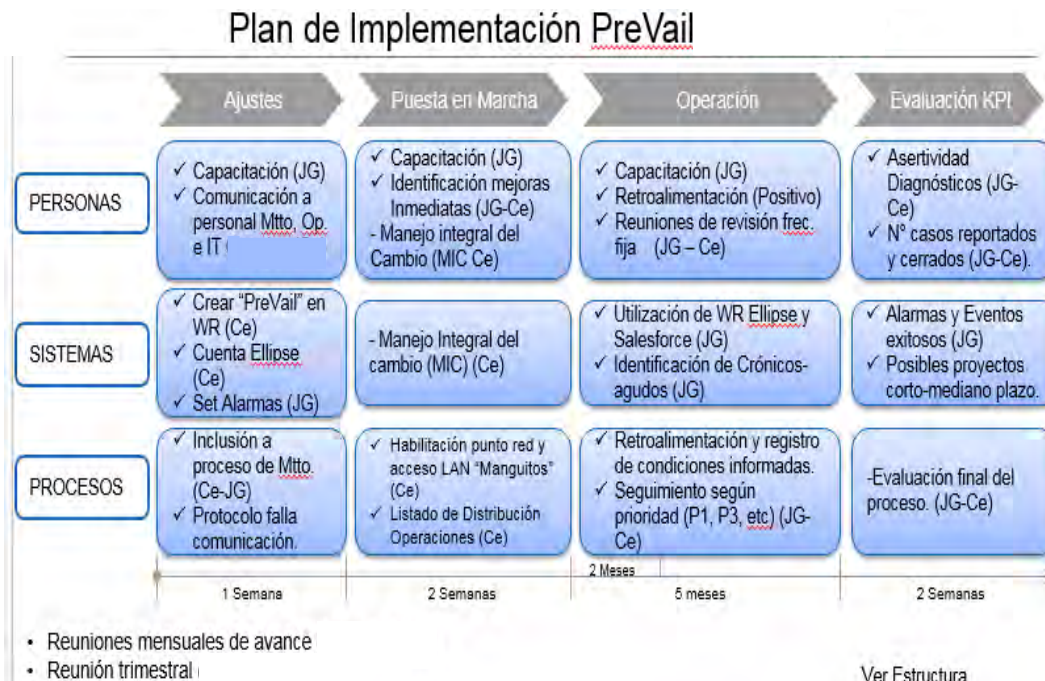 Plan de Implementación PreVail
Ajustes
Puesta en Marcha
Operación
Evaluación KPI
PERSONAS
✓ Capacitación (JG)
✓ Comunicación a
personal Mtto, Op.
e IT
✓ Capacitación (JG)
✓ Identificación mejoras
Inmediatas (JG-Ce)
- Manejo integral del
Cambio (MIC Ce)
✓ Capacitación (JG)
✓ Retroalimentación (Positivo)
✓ Reuniones de revisión frec.
fija (JG – Ce)
✓ Asertividad
Diagnósticos (JG-
Ce)
✓ N° casos reportados
y cerrados (JG-Ce).
SISTEMAS
✓ Crear “PreVail” en
WR (Ce)
✓ Cuenta Ellipse
(Ce)
✓ Set Alarmas (JG)
- Manejo Integral del
cambio (MIC) (Ce)
✓ Utilización de WR Ellipse y
Salesforce (JG)
✓ Identificación de Crónicos-
agudos (JG)
✓ Alarmas y Eventos
exitosos (JG)
✓ Posibles proyectos
corto-mediano plazo.
PROCESOS
✓ Inclusión a
proceso de Mtto.
(Ce-JG)
✓ Protocolo falla
comunicación.
✓ Habilitación punto red y
acceso LAN “Manguitos”
(Ce)
✓ Listado de Distribución
Operaciones (Ce)
✓ Retroalimentación y registro
de condiciones informadas.
✓ Seguimiento según
prioridad (P1, P3, etc) (JG-
Ce)
-Evaluación final del
proceso. (JG-Ce)
2 Meses
1 Semana
2 Semanas
5 meses
2 Semanas
• Reuniones mensuales de avance
• Reunión trimestral
Ver Estructura